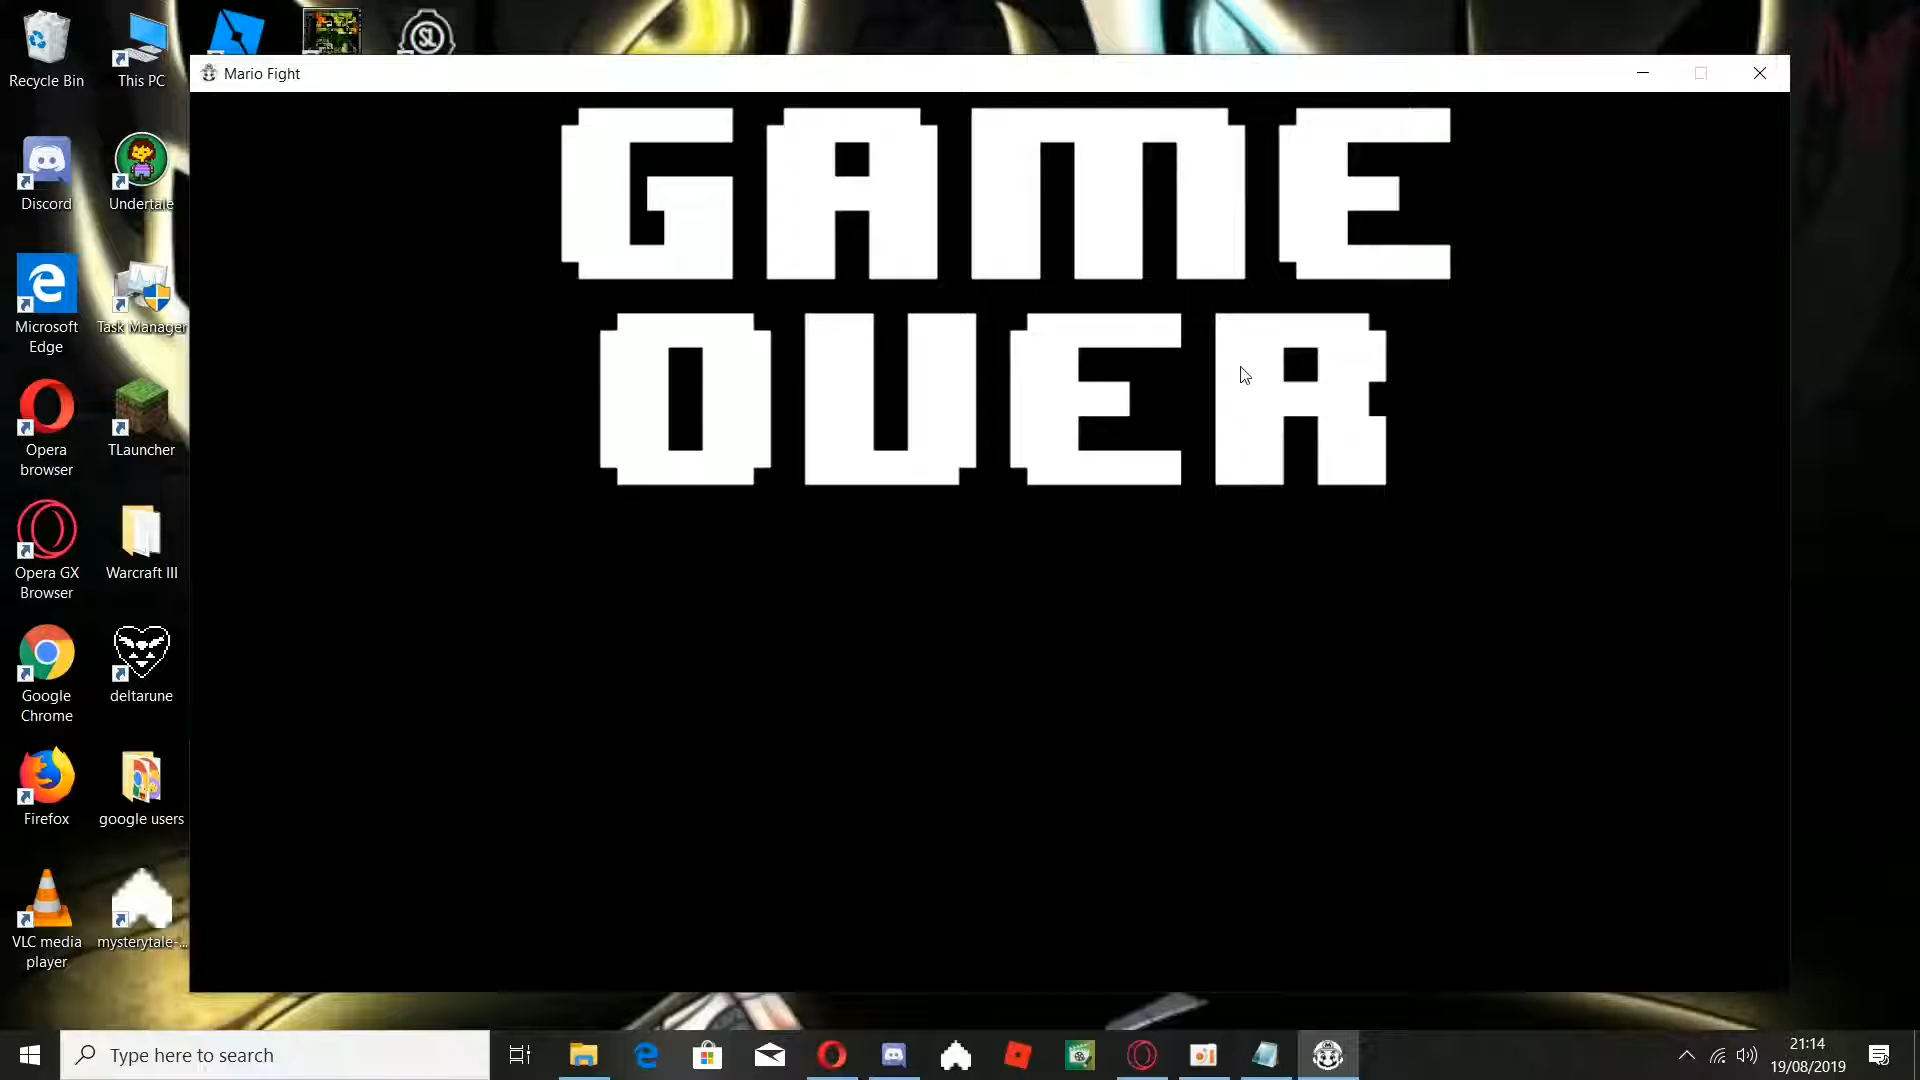 Mario Fight
GAME
OVER
Recycle Bin
This PC
Discord
Undertale
Microsoft
Edge
Task Manager
Opera
browser
TLauncher
Opera GX
Browser
Warcraft III
Google
Chrome
deltarune
Firefox
google users
VLC media
player
mysterytale-...
Type here to search
21:14
19/08/2019